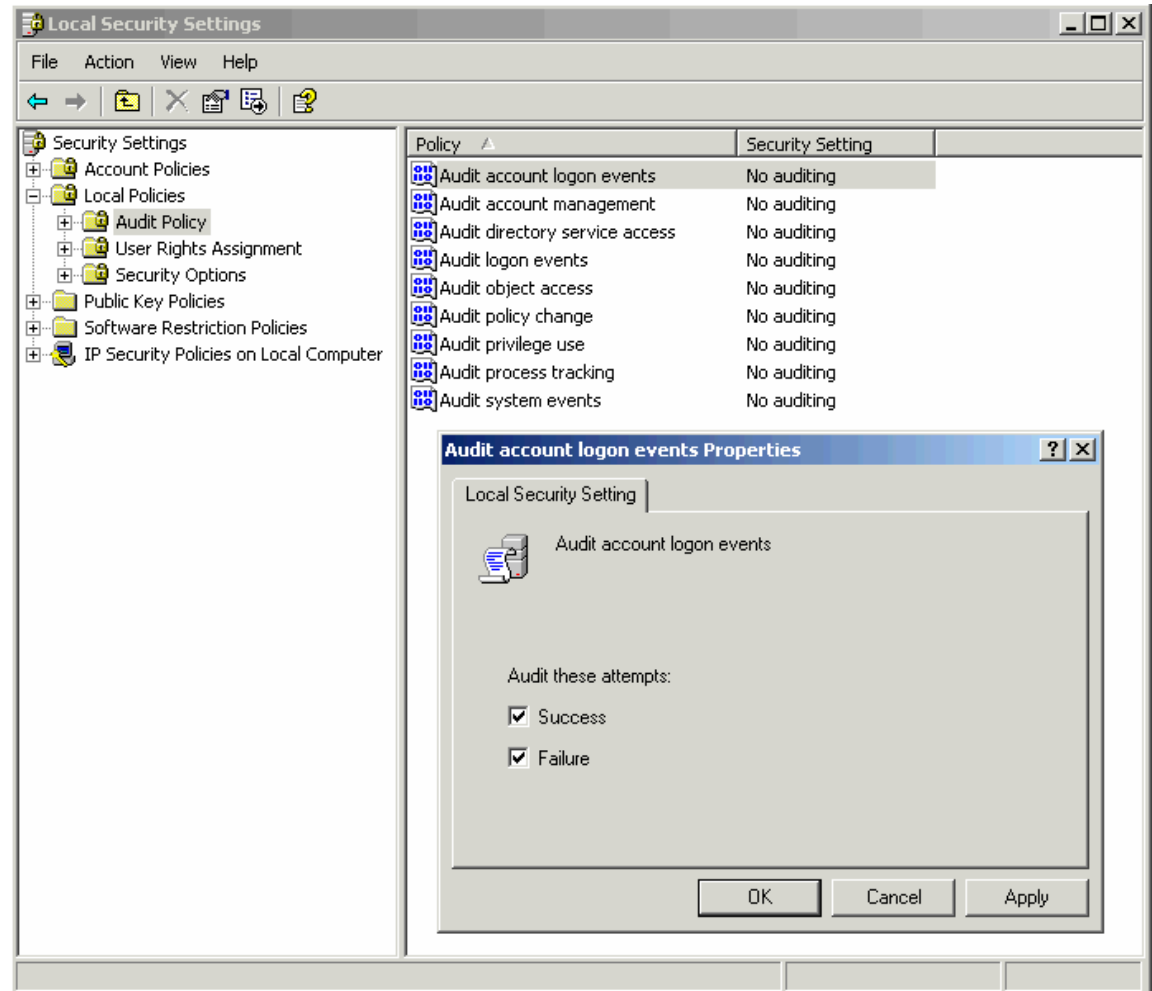 Local Security Settings
File Action View Help
Security Settings
Account Policies
Local Policies
Audit Policy
User Rights Assignment
Security Options
Public Key Policies
Software Restriction Policies
IP Security Policies on Local Computer
Policy Security Setting
Audit account logon events No auditing
Audit account management No auditing
Audit directory service access No auditing
Audit logon events No auditing
Audit object access No auditing
Audit policy change No auditing
Audit privilege use No auditing
Audit process tracking No auditing
Audit system events No auditing
Audit account logon events Properties
Local Security Setting
Audit account logon events
Audit these attempts:
Success
Failure
OK Cancel Apply